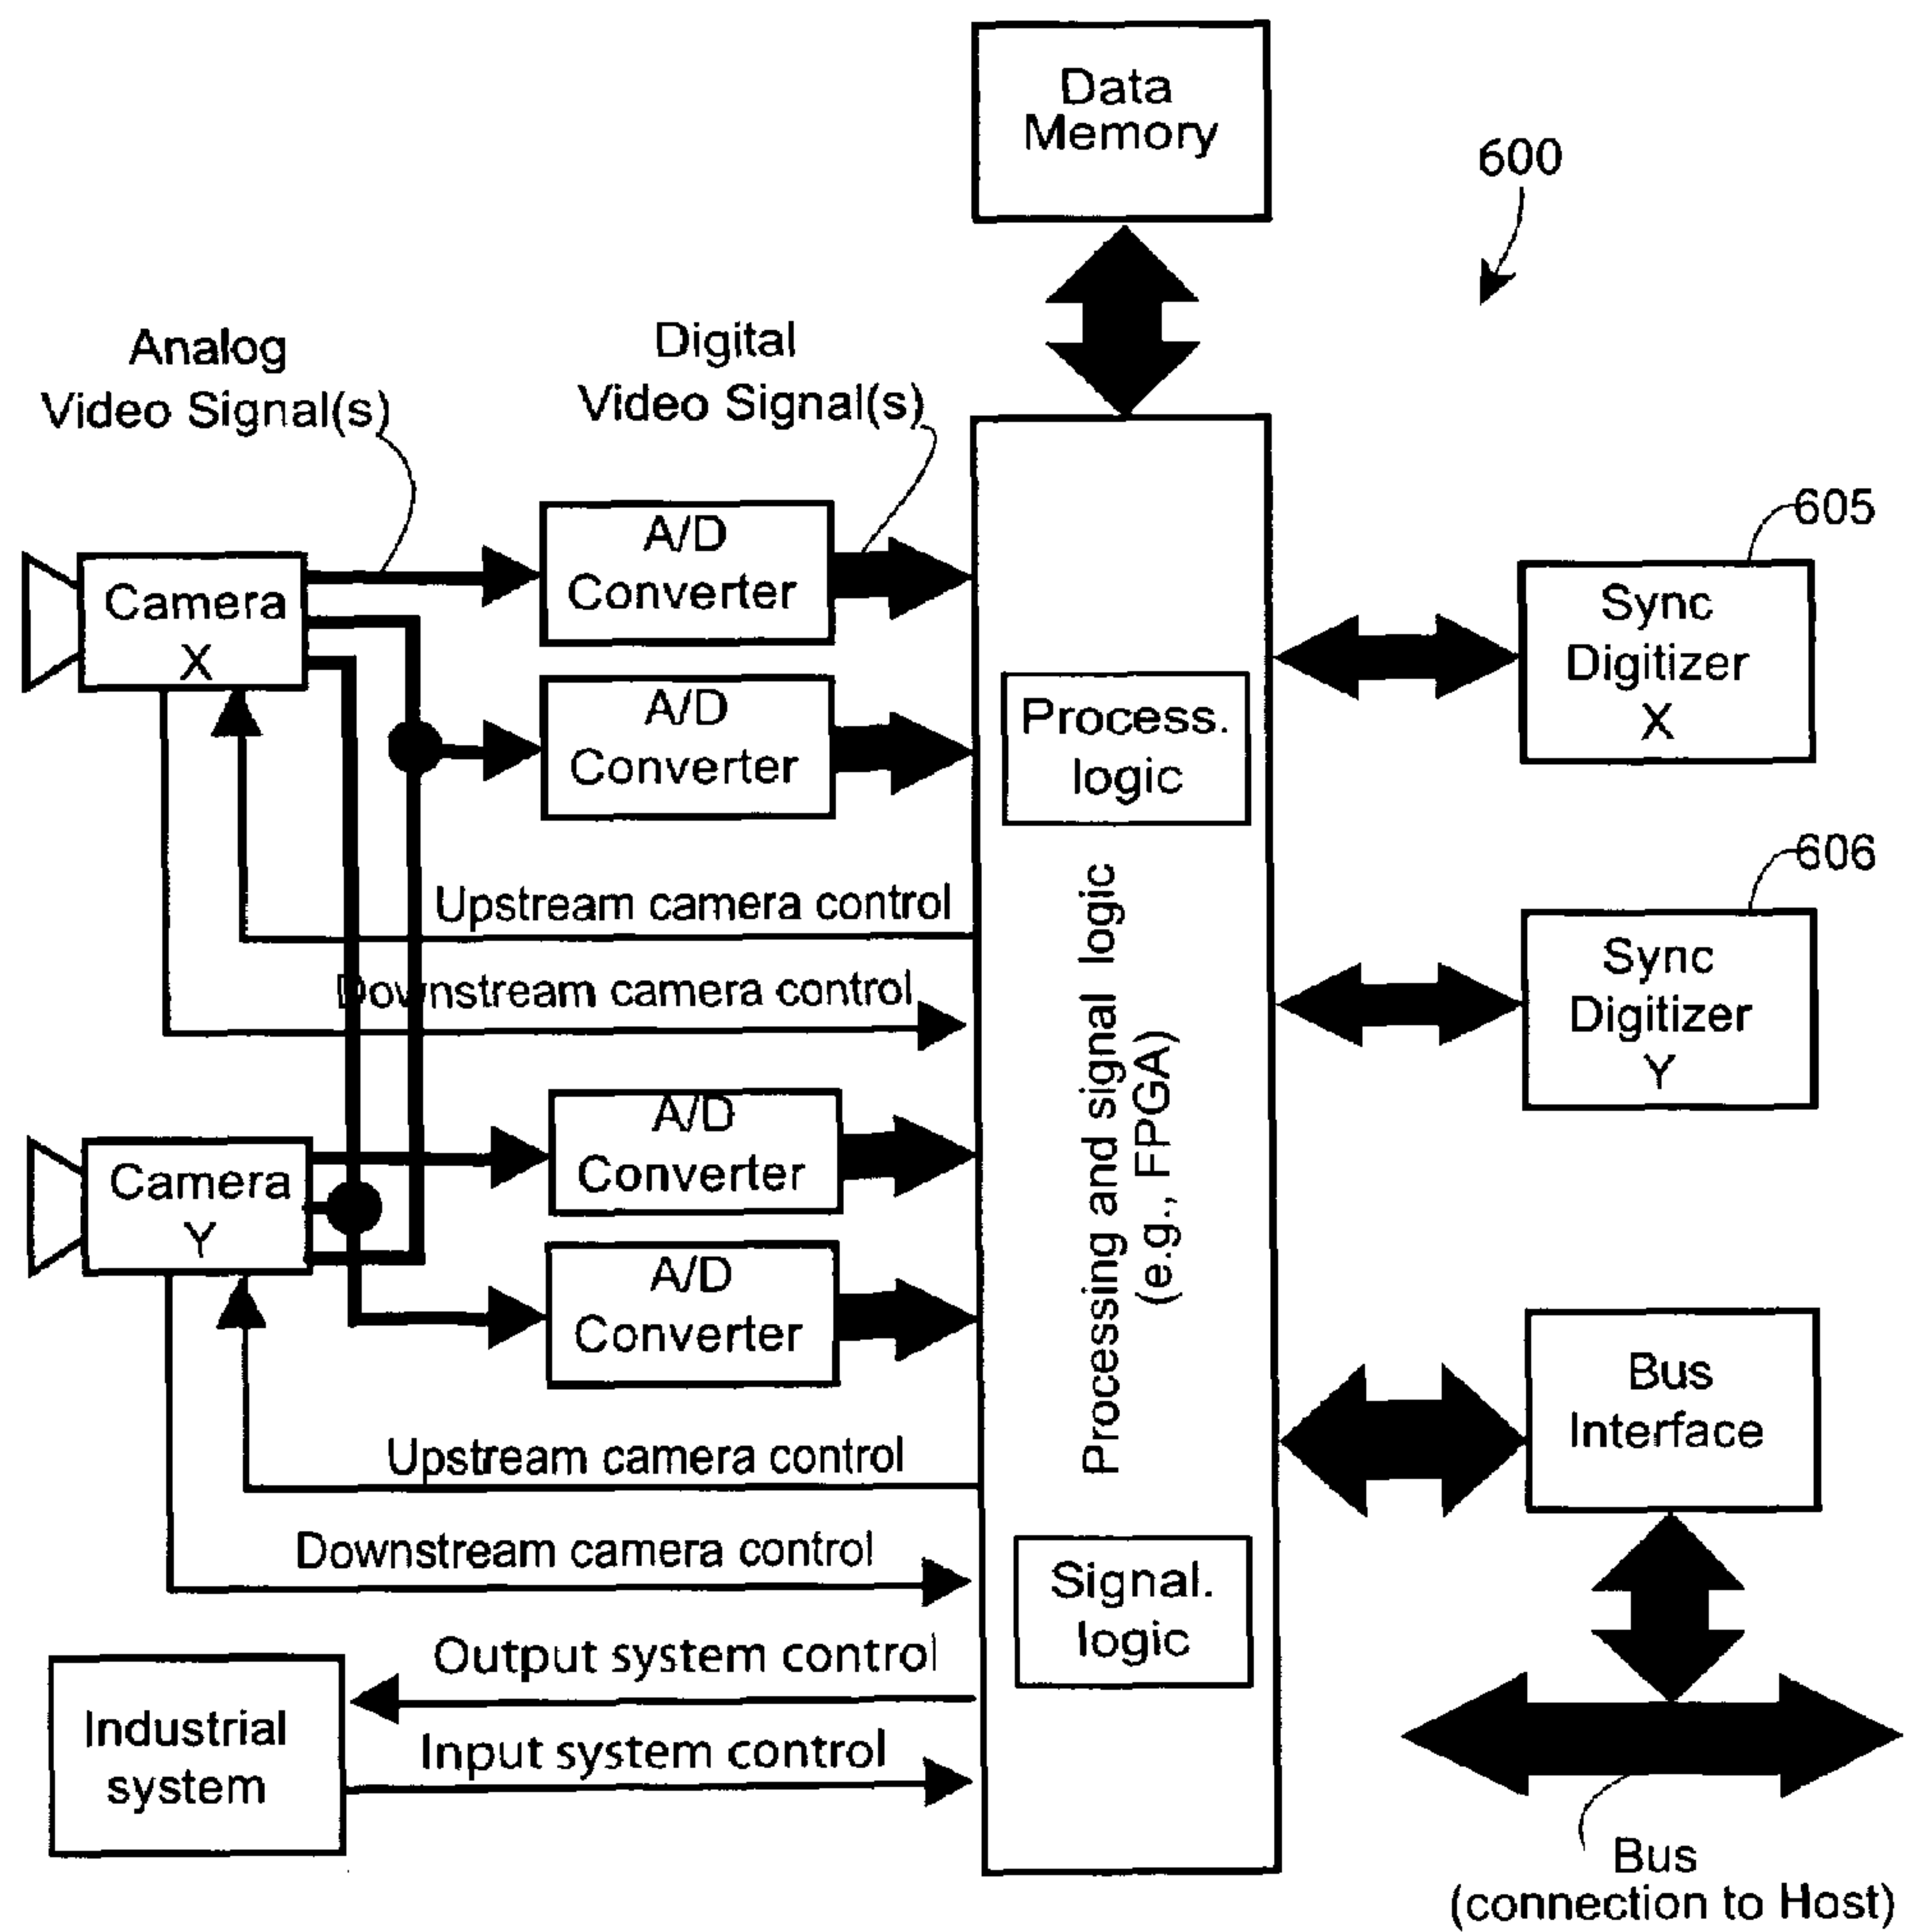 Data
Memory
600
Analog
Video Signal(s)
Digital
Video Signal(s)
A/D
Converter
605
Camera
X
Sync
Digitizer
X
A/D
Converter
Process.
logic
606
Upstream camera control
Sync
Digitizer
Y
Downstream camera control
Processing and signal logic
(e.g., FPGA)
A/D
Converter
Camera
Y
A/D
Converter
Bus
Interface
Upstream camera control
Downstream camera control
Signal.
logic
Output system control
Industrial
system
Input system control
Bus
(connection to Host)